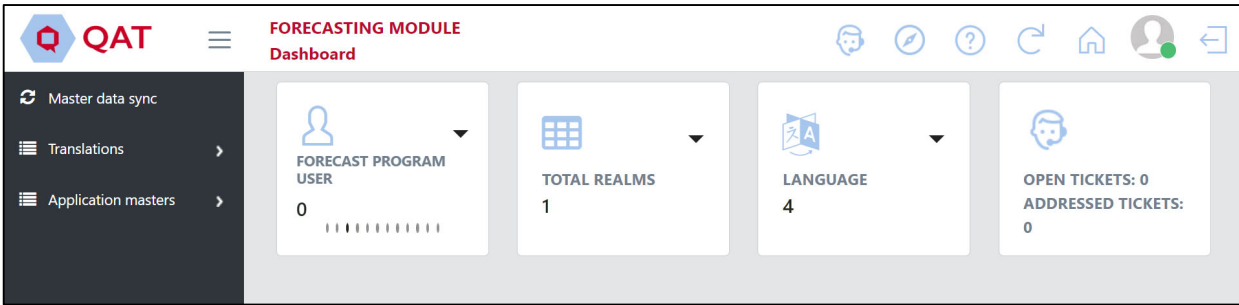 QAT
FORECASTING MODULE
Dashboard
Master data sync
Translations
Application masters
FORECAST PROGRAM
USER
0
TOTAL REALMS
1
LANGUAGE
4
OPEN TICKETS: 0
ADDRESSED TICKETS:
0